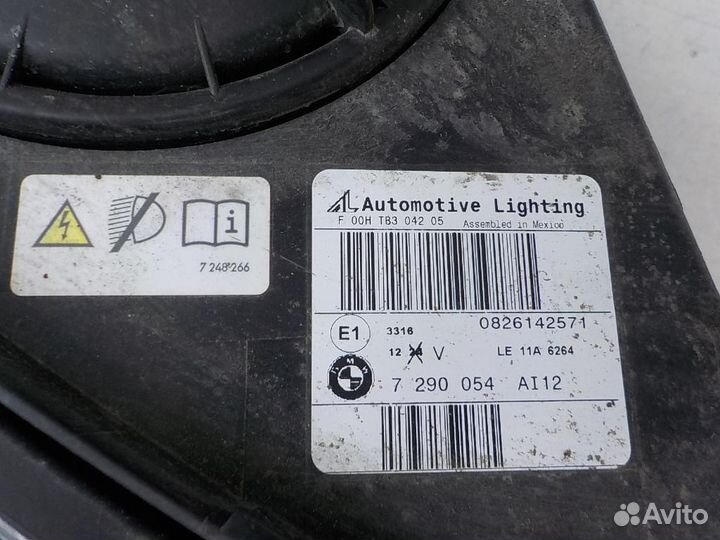 Automotive Lighting
F 00H TB3 042 05 Assembled in Mexico
7 248 266
E1 3316 0826142571
12 24 V LE 11A 6264
BMW 7 290 054 AI12
Avito